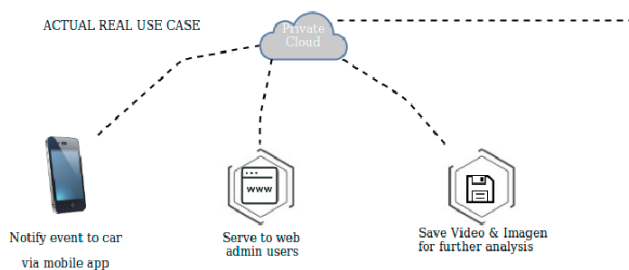 ACTUAL REAL USE CASE
Private
Cloud
www
Notify event to car
via mobile app
Serve to web
admin users
Save Video & Imagen
for further analysis